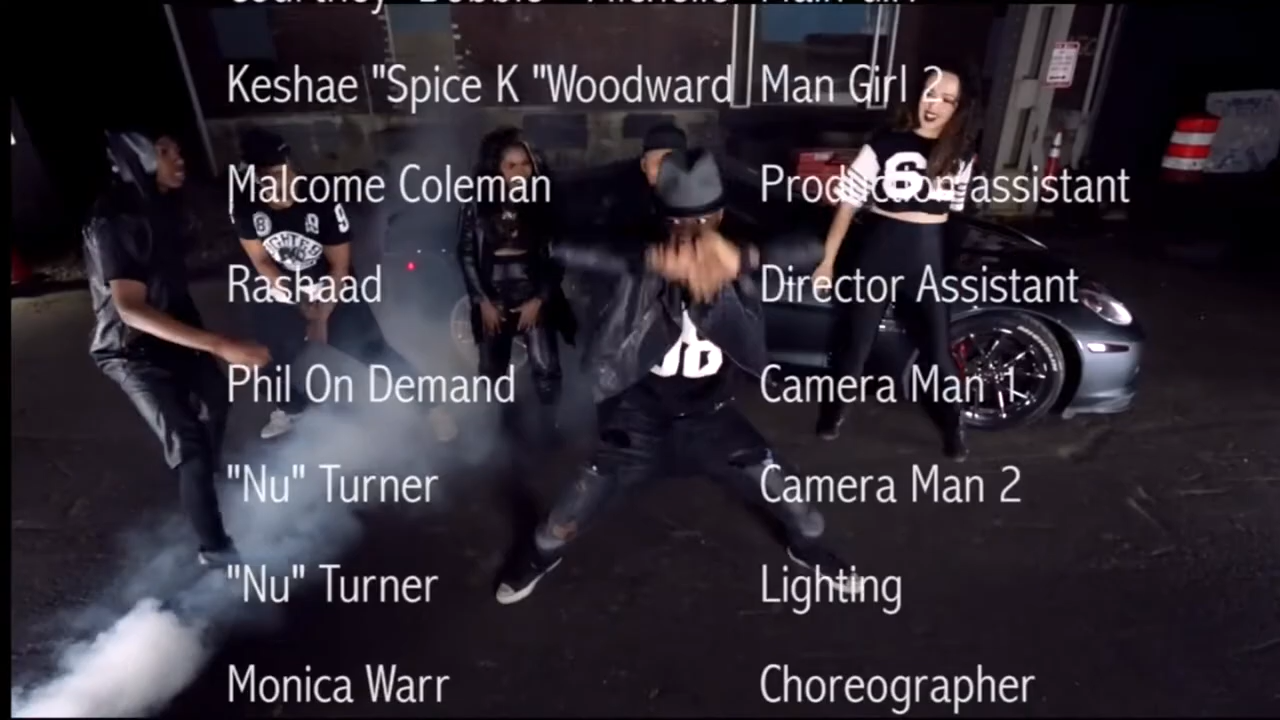 Keshae "Spice K "Woodward Man Girl 2
Malcome Coleman Production assistant
Rashaad Director Assistant
Phil On Demand Camera Man 1
"Nu" Turner Camera Man 2
"Nu" Turner Lighting
Monica Warr Choreographer
6